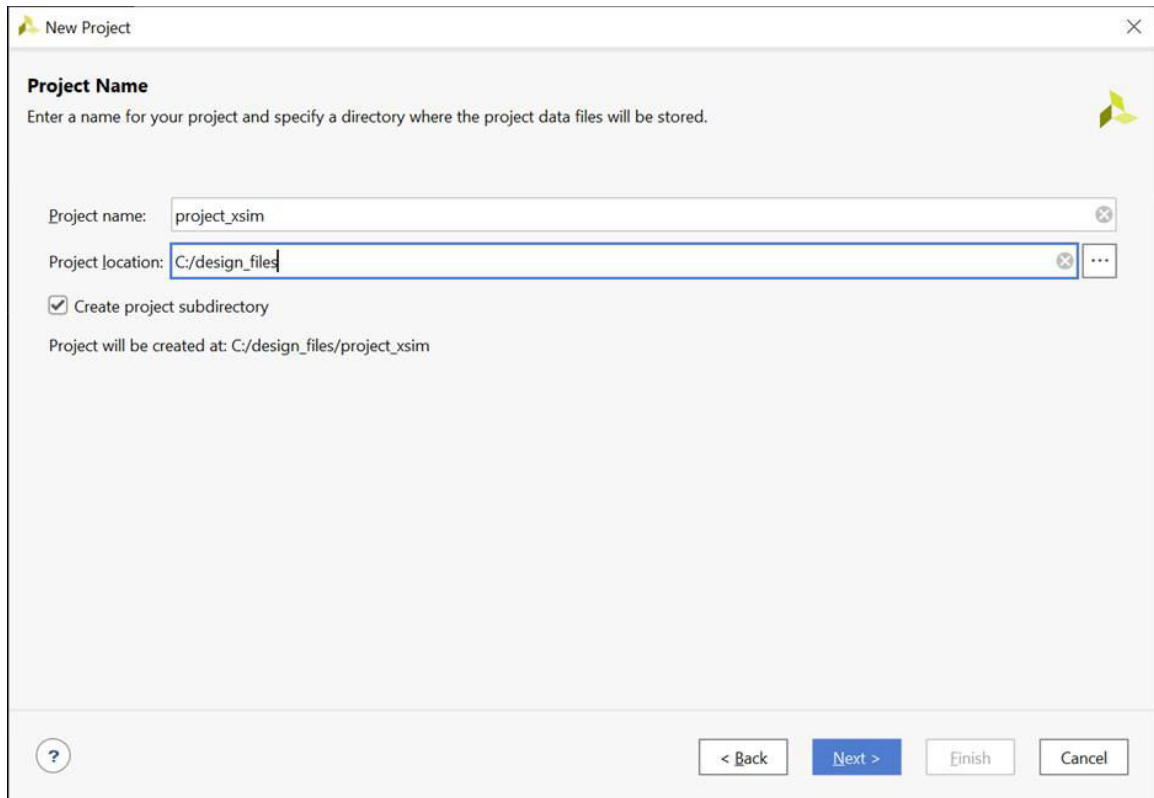 New Project
Project Name
Enter a name for your project and specify a directory where the project data files will be stored.
Project name: project_xsim
Project location: C:/design_files
Create project subdirectory
Project will be created at: C:/design_files/project_xsim
? < Back Next > Finish Cancel